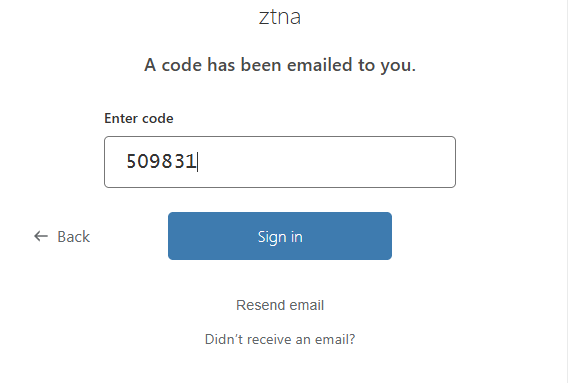 ztna
A code has been emailed to you.
Enter code
509831
← Back
Sign in
Resend email
Didn't receive an email?